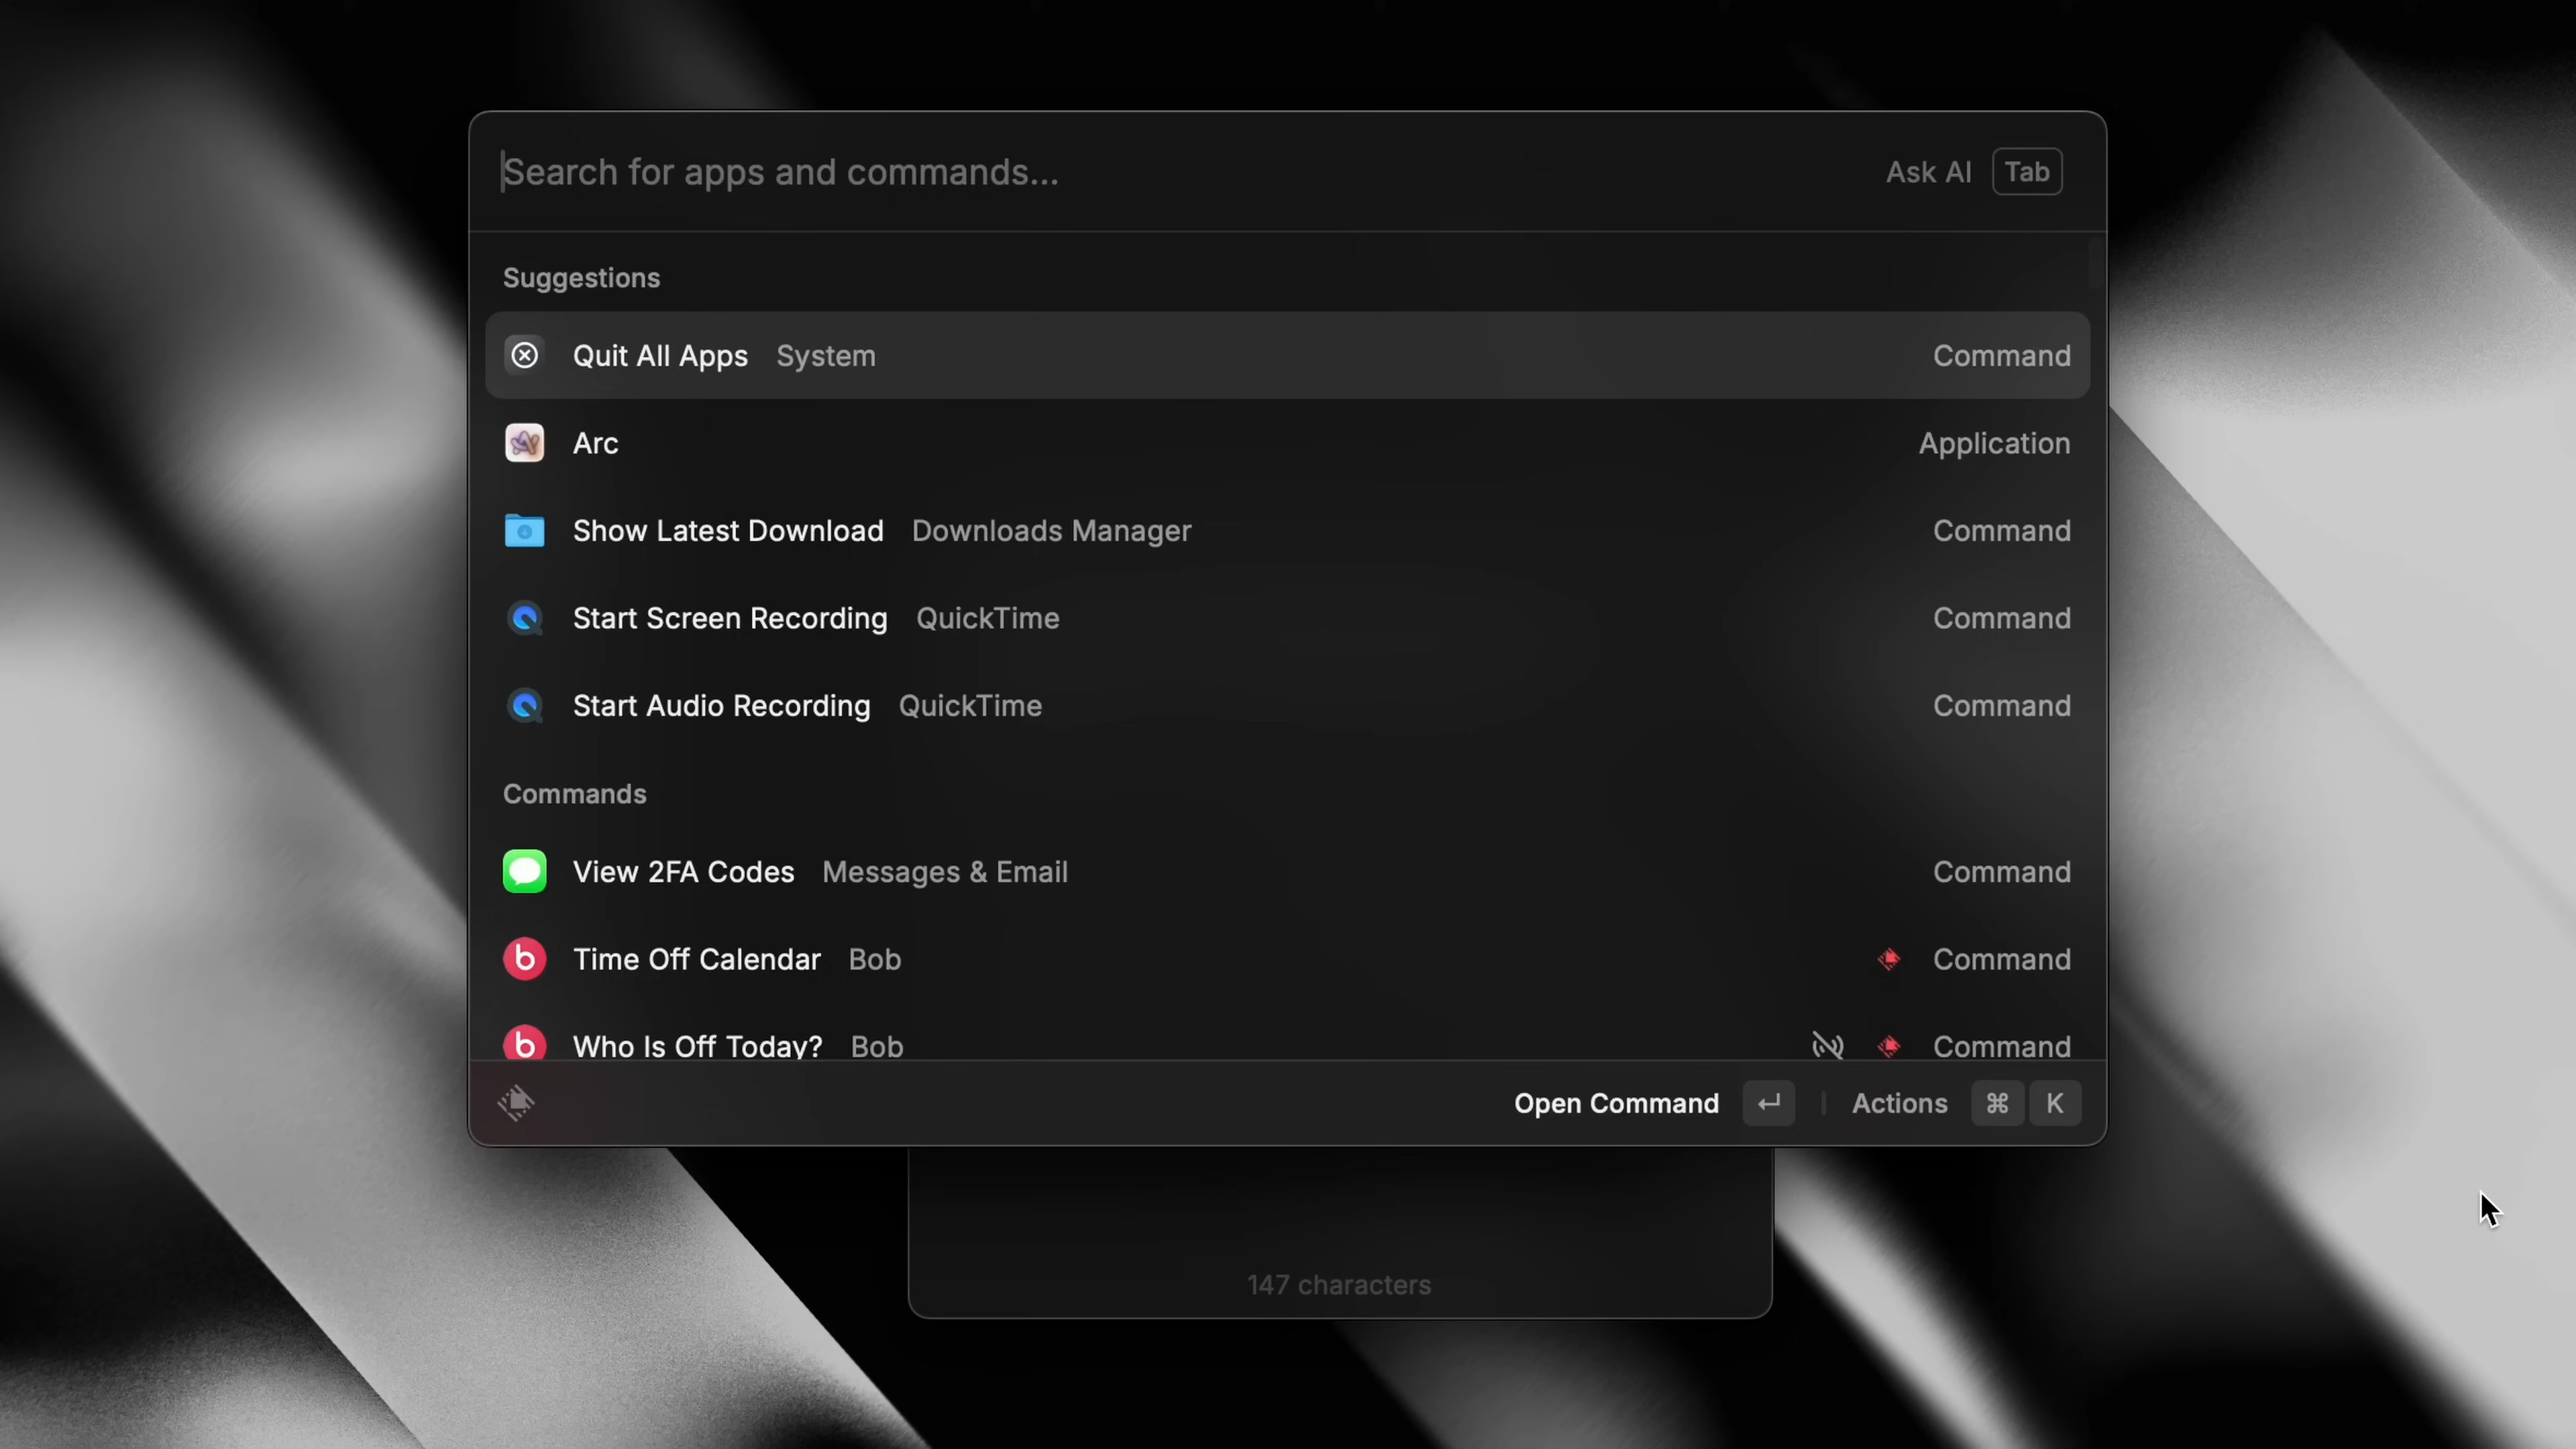 Search for apps and commands...
Ask AI Tab
Suggestions
Quit All Apps System Command
Arc Application
Show Latest Download Downloads Manager Command
Start Screen Recording QuickTime Command
Start Audio Recording QuickTime Command
Commands
View 2FA Codes Messages & Email Command
Time Off Calendar Bob Command
Who Is Off Today? Bob Command
Open Command ↵ Actions ⌘ K
147 characters